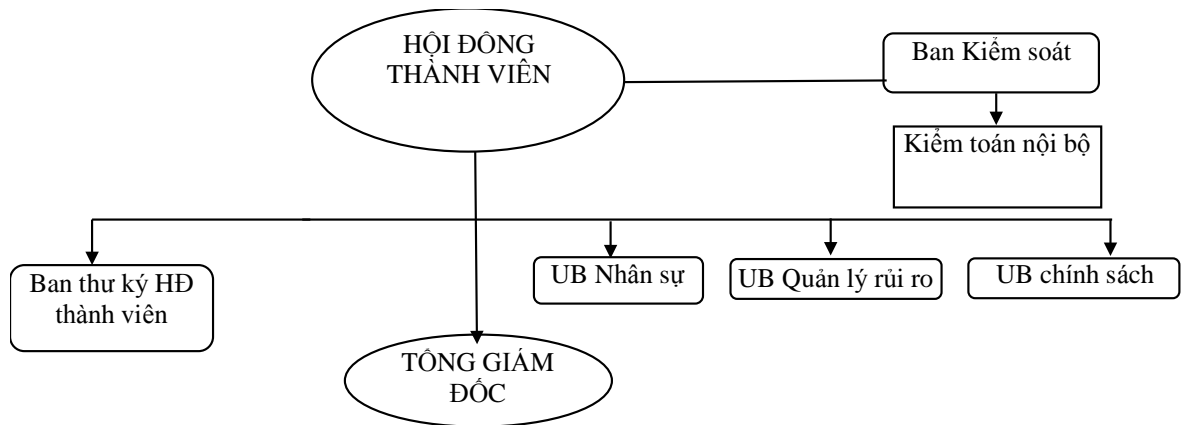 HỘI ĐỒNG
THÀNH VIÊN
Ban Kiểm soát
Kiểm toán nội bộ
Ban thư ký HĐ
thành viên
UB Nhân sự
UB Quản lý rủi ro
UB chính sách
TỔNG GIÁM
ĐỐC